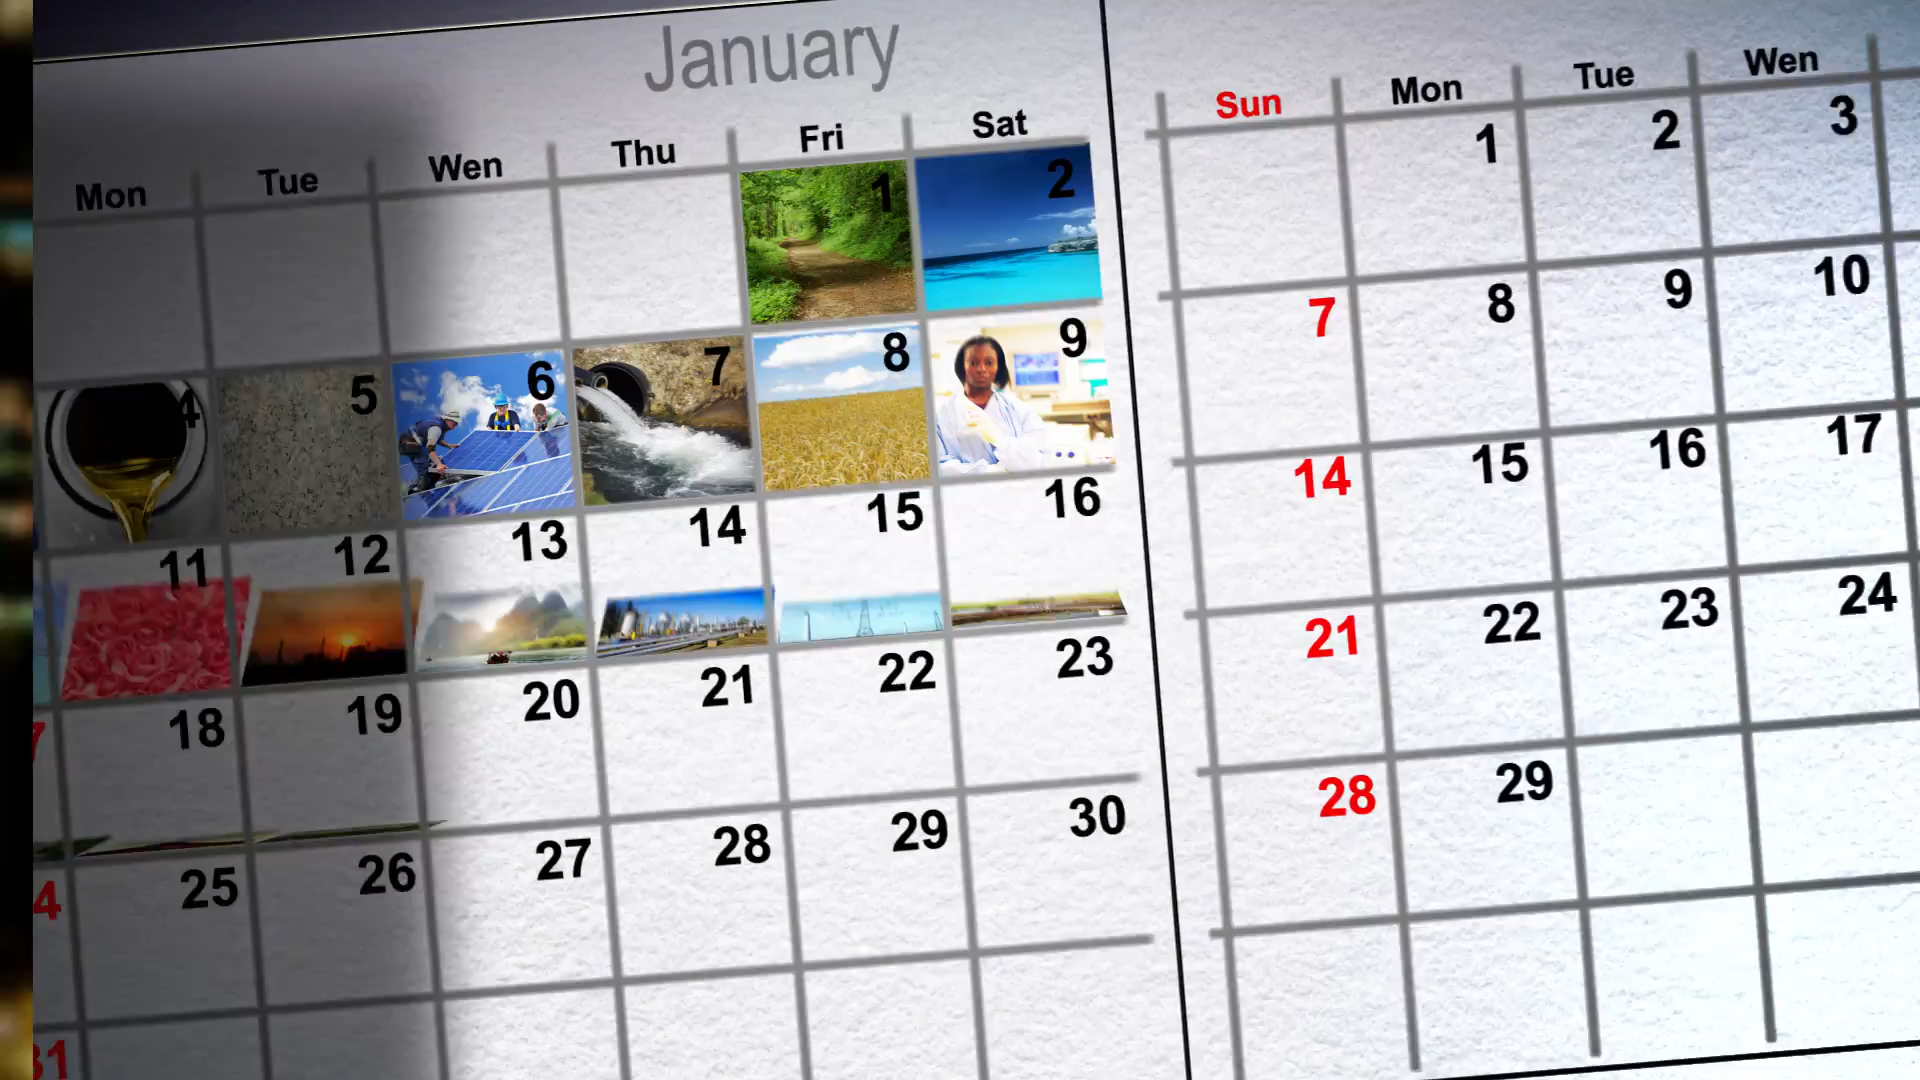 January
Mon Tue Wen Thu Fri Sat
1 2
4 5 6 7 8 9
11 12 13 14 15 16
18 19 20 21 22 23
25 26 27 28 29 30
31
Sun Mon Tue Wen
1 2 3
7 8 9 10
14 15 16 17
21 22 23 24
28 29